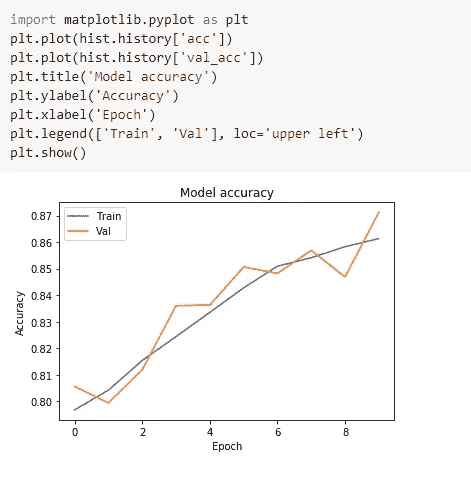 import matplotlib.pyplot as plt
plt.plot(hist.history['acc'])
plt.plot(hist.history['val_acc'])
plt.title('Model accuracy')
plt.ylabel('Accuracy')
plt.xlabel('Epoch')
plt.legend(['Train', 'Val'], loc='upper left')
plt.show()
Model accuracy
Train
Val
0.87
0.86
0.85
0.84
0.83
0.82
0.81
0.80
Accuracy
0 2 4 6 8
Epoch